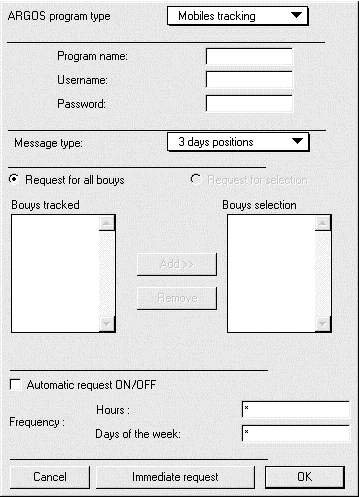 ARGOS program type Mobiles tracking
Program name:
Username:
Password:
Message type: 3 days positions
Request for all bouys Request for selection
Bouys tracked Bouys selection
Add >>
Remove
Automatic request ON/OFF
Frequency :
Hours : *
Days of the week: *
Cancel Immediate request OK